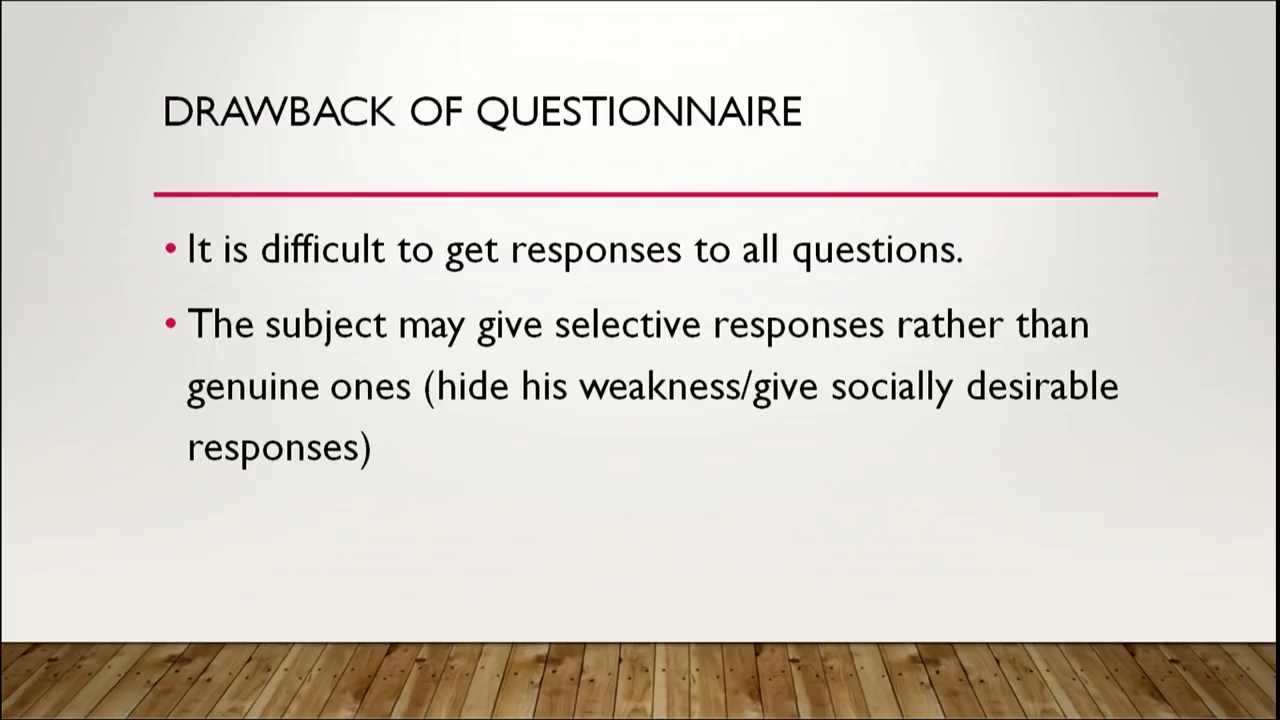 DRAWBACK OF QUESTIONNAIRE
• It is difficult to get responses to all questions.
• The subject may give selective responses rather than
genuine ones (hide his weakness/give socially desirable
responses)